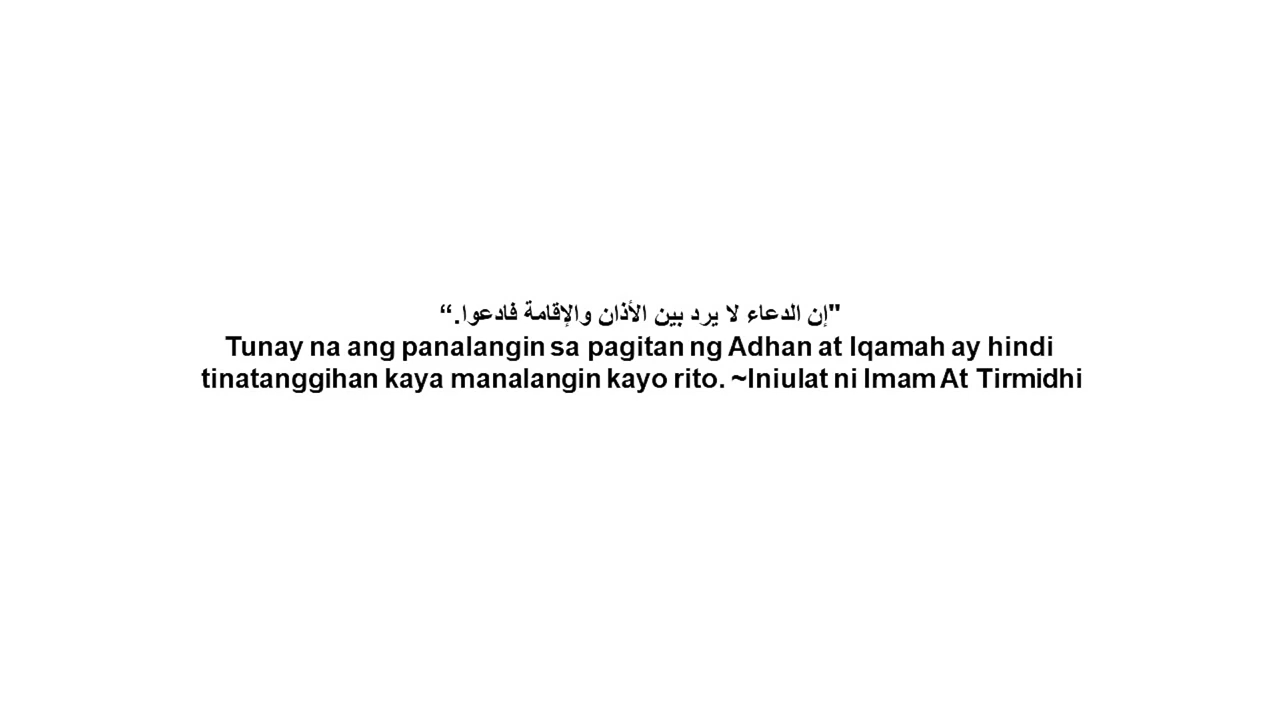 "إن الدعاء لا يرد بين الأذان والإقامة فادعوا.“
Tunay na ang panalangin sa pagitan ng Adhan at Iqamah ay hindi
tinatanggihan kaya manalangin kayo rito. ~Iniulat ni Imam At Tirmidhi